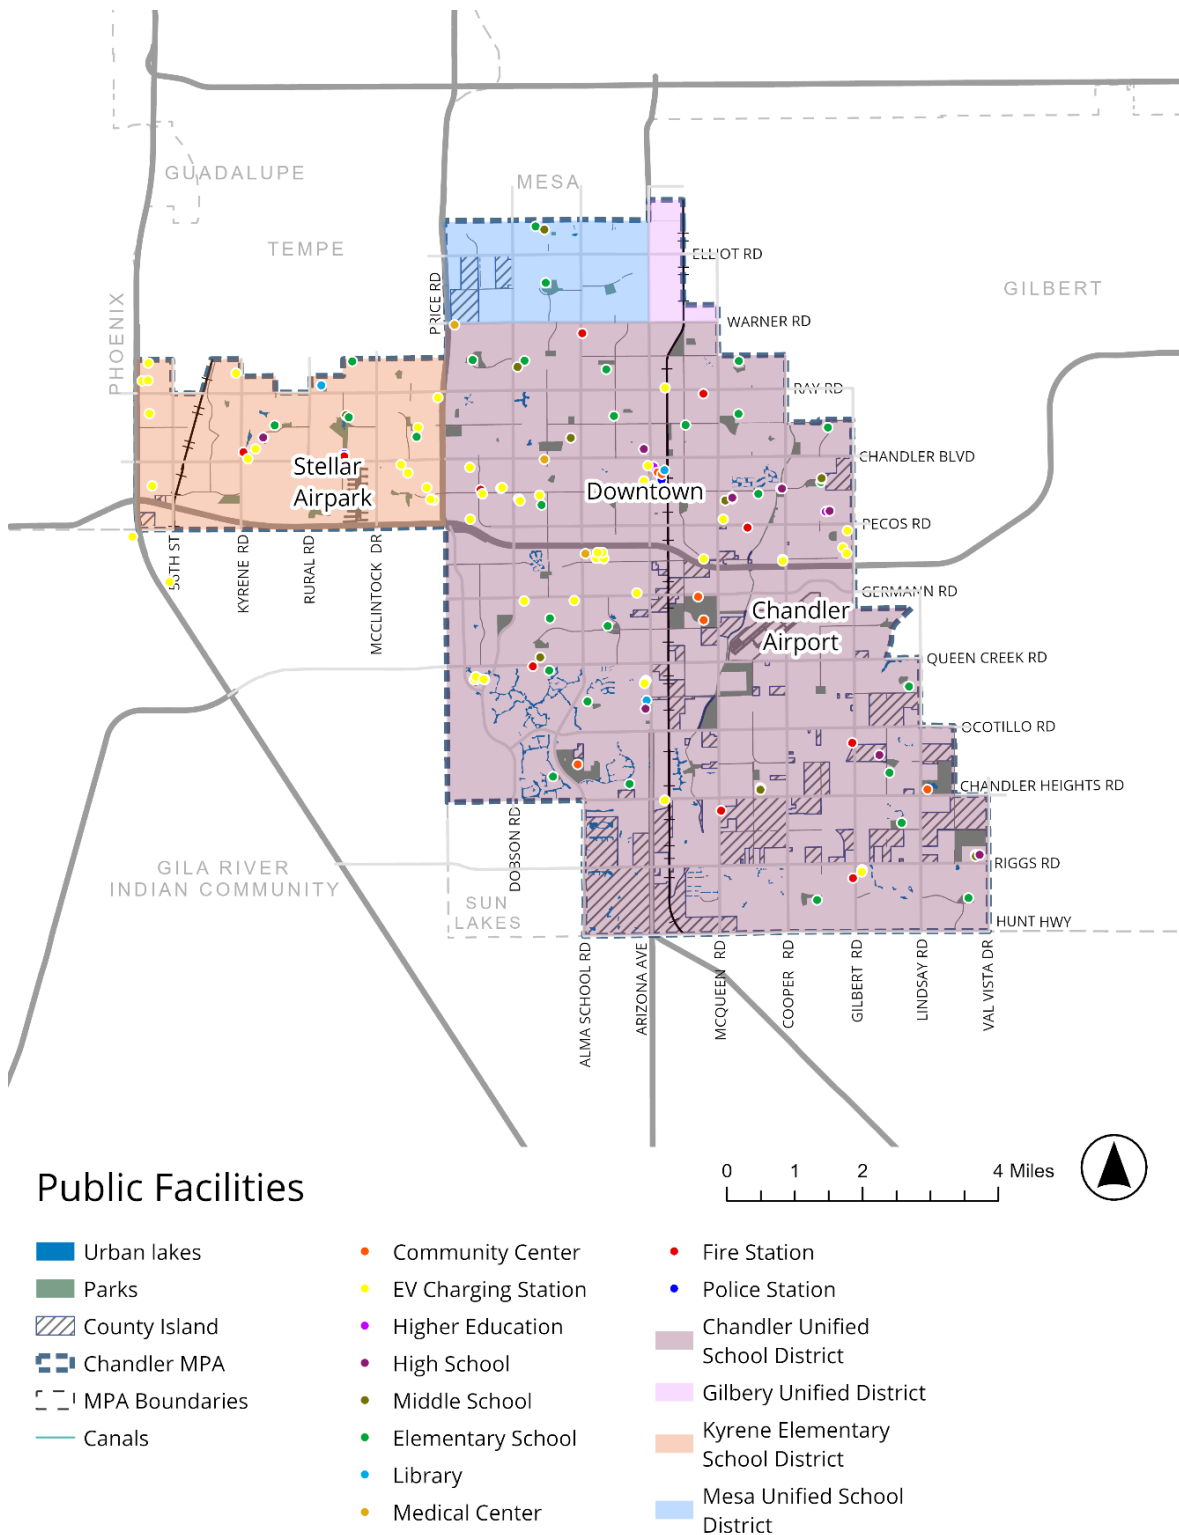 GUADALUPE
MESA
TEMPE
ELLIOT RD
GILBERT
PHOENIX
PRICE RD
WARNER RD
RAY RD
CHANDLER BLVD
Stellar
Airpark
Downtown
PECOS RD
56TH ST
KYRENE RD
RURAL RD
MCCLINTOCK DR
GERMANN RD
Chandler
Airport
QUEEN CREEK RD
OCOTILLO RD
CHANDLER HEIGHTS RD
DOBSON RD
GILA RIVER
INDIAN COMMUNITY
RIGGS RD
SUN
LAKES
HUNT HWY
ALMA SCHOOL RD
ARIZONA AVE
MCQUEEN RD
COOPER RD
GILBERT RD
LINDSAY RD
VAL VISTA DR
0 1 2 4 Miles
Public Facilities
Urban lakes
Parks
County Island
Chandler MPA
MPA Boundaries
Canals
Community Center
EV Charging Station
Higher Education
High School
Middle School
Elementary School
Library
Medical Center
Fire Station
Police Station
Chandler Unified
School District
Gilbery Unified District
Kyrene Elementary
School District
Mesa Unified School
District